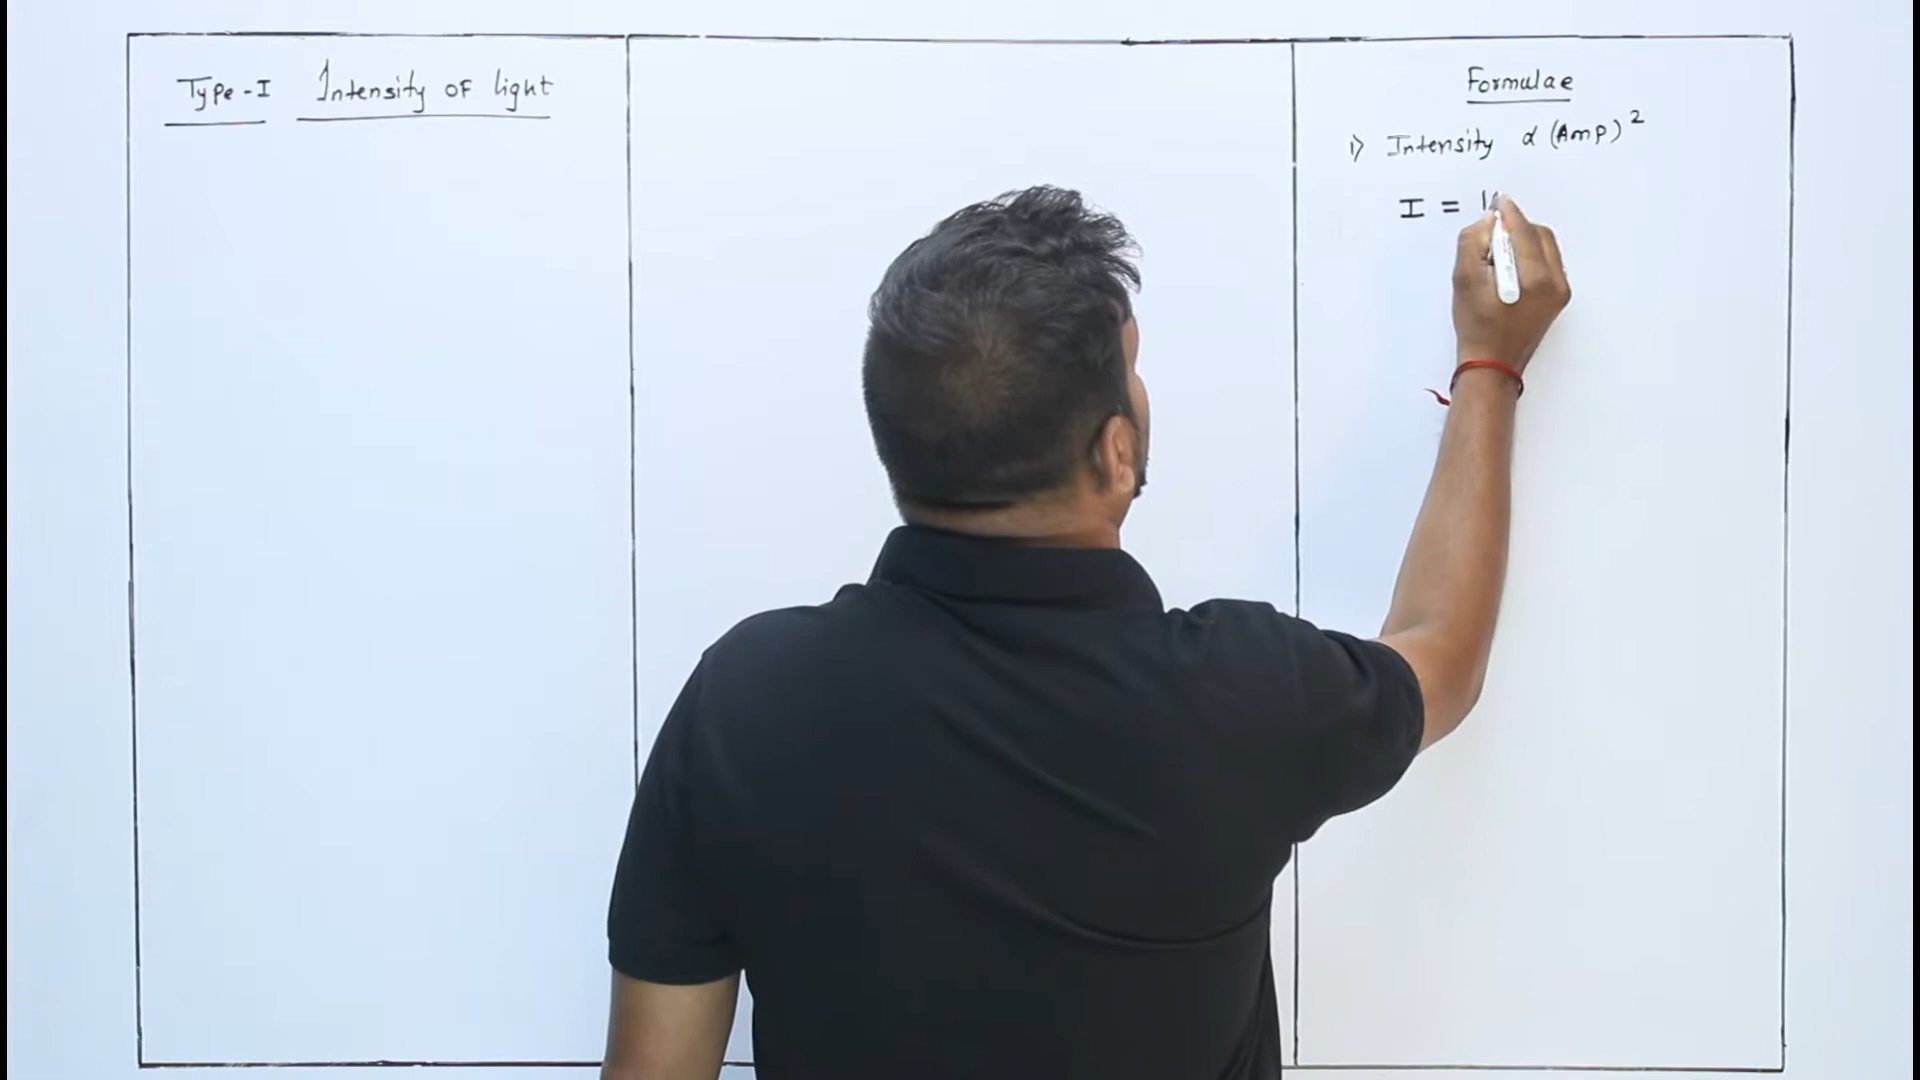 Type-I Intensity of light
Formulae
1) Intensity α (Amp)²
I =